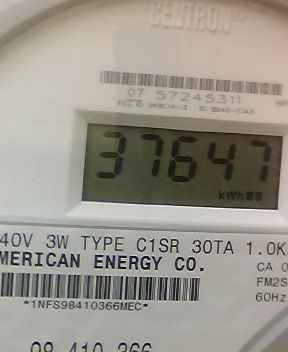 CENTRON
07 57245311
37647
kWh
40V 3W TYPE C1SR 30TA 1.0K
MERICAN ENERGY CO.
CA 0
*1NFS98410366MEC*
FM2S
60Hz
98 410 366